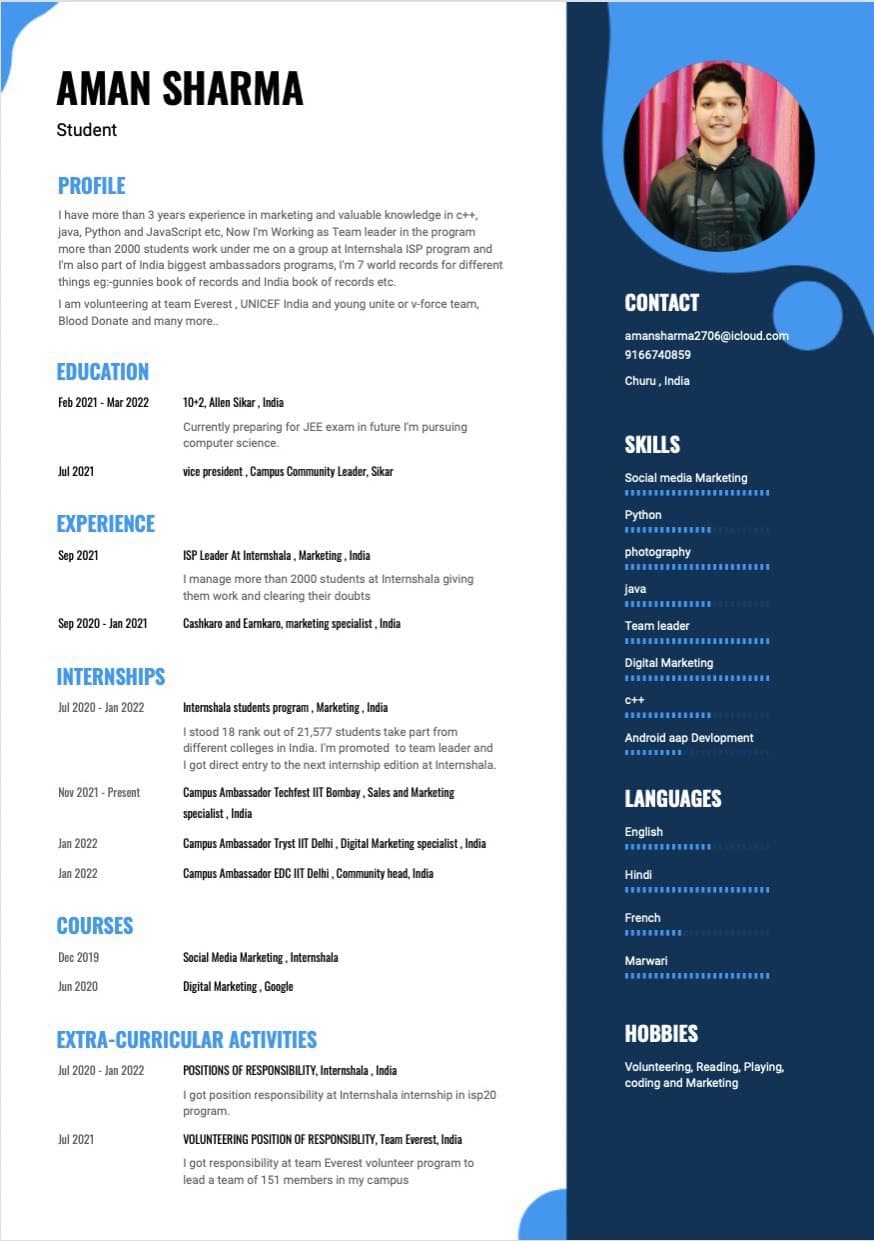 AMAN SHARMA
Student
PROFILE
I have more than 3 years experience in marketing and valuable knowledge in c++,
java, Python and JavaScript etc, Now I'm Working as Team leader in the program
more than 2000 students work under me on a group at Internshala ISP program and
I'm also part of India biggest ambassadors programs, I'm 7 world records for different
things eg:-gunnies book of records and India book of records etc.
I am volunteering at team Everest , UNICEF India and young unite or v-force team,
Blood Donate and many more..
EDUCATION
Feb 2021 - Mar 2022 10+2, Allen Sikar , India
Currently preparing for JEE exam in future I'm pursuing
computer science.
Jul 2021 vice president , Campus Community Leader, Sikar
EXPERIENCE
Sep 2021 ISP Leader At Internshala , Marketing , India
I manage more than 2000 students at Internshala giving
them work and clearing their doubts
Sep 2020 - Jan 2021 Cashkaro and Earnkaro, marketing specialist , India
INTERNSHIPS
Jul 2020 - Jan 2022 Internshala students program , Marketing , India
I stood 18 rank out of 21,577 students take part from
different colleges in India. I'm promoted to team leader and
I got direct entry to the next internship edition at Internshala.
Nov 2021 - Present Campus Ambassador Techfest IIT Bombay , Sales and Marketing
specialist , India
Jan 2022 Campus Ambassador Tryst IIT Delhi , Digital Marketing specialist , India
Jan 2022 Campus Ambassador EDC IIT Delhi , Community head, India
COURSES
Dec 2019 Social Media Marketing , Internshala
Jun 2020 Digital Marketing , Google
EXTRA-CURRICULAR ACTIVITIES
Jul 2020 - Jan 2022 POSITIONS OF RESPONSIBILITY, Internshala , India
I got position responsibility at Internshala internship in isp20
program.
Jul 2021 VOLUNTEERING POSITION OF RESPONSIBLITY, Team Everest, India
I got responsibility at team Everest volunteer program to
lead a team of 151 members in my campus
adidas
CONTACT
amansharma2706@icloud.com
9166740859
Churu , India
SKILLS
Social media Marketing
Python
photography
java
Team leader
Digital Marketing
c++
Android aap Devlopment
LANGUAGES
English
Hindi
French
Marwari
HOBBIES
Volunteering, Reading, Playing,
coding and Marketing